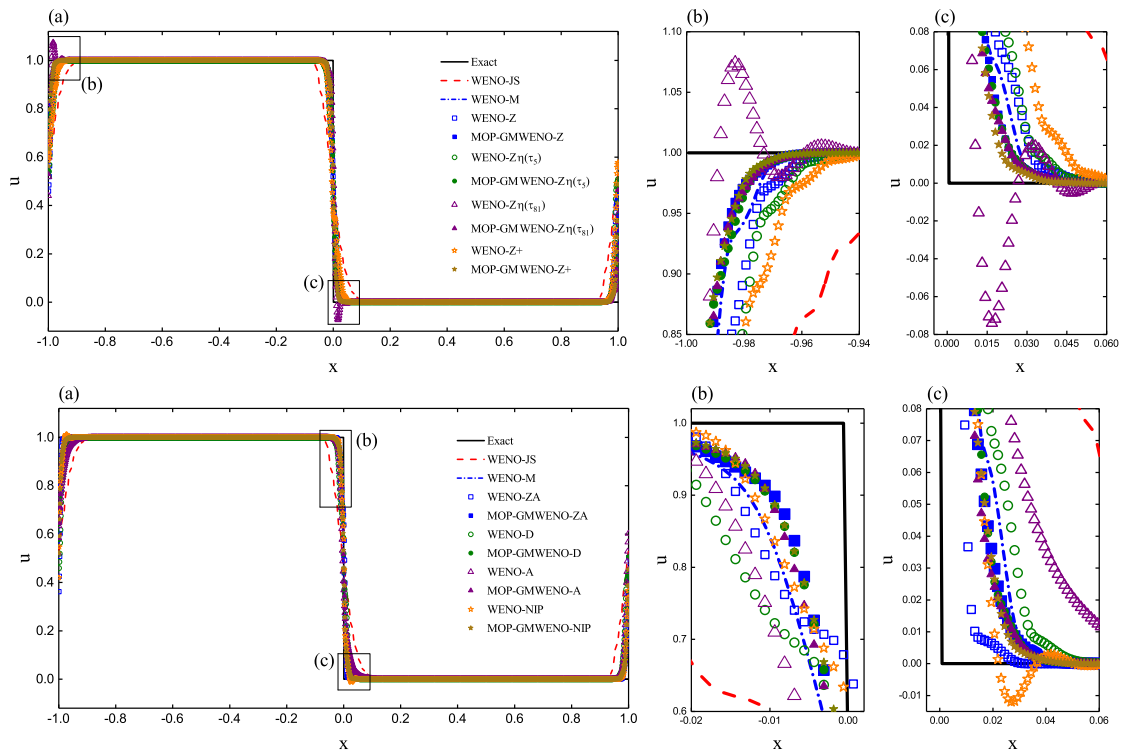 (a)
u
1.0
0.8
0.6
0.4
0.2
0.0
-1.0 -0.8 -0.6 -0.4 -0.2 0.0 0.2 0.4 0.6 0.8 1.0
x
(b)
(c)
Exact
WENO-JS
WENO-M
WENO-Z
MOP-GMWENO-Z
WENO-Zη(τ5)
MOP-GMWENO-Zη(τ5)
WENO-Zη(τ81)
MOP-GMWENO-Zη(τ81)
WENO-Z+
MOP-GMWENO-Z+
(b)
u
1.10
1.05
1.00
0.95
0.90
0.85
-1.00 -0.98 -0.96 -0.94
x
(c)
u
0.08
0.06
0.04
0.02
0.00
-0.02
-0.04
-0.06
-0.08
0.000 0.015 0.030 0.045 0.060
x
(a)
u
1.0
0.8
0.6
0.4
0.2
0.0
-1.0 -0.8 -0.6 -0.4 -0.2 0.0 0.2 0.4 0.6 0.8 1.0
x
(b)
(c)
Exact
WENO-JS
WENO-M
WENO-ZA
MOP-GMWENO-ZA
WENO-D
MOP-GMWENO-D
WENO-A
MOP-GMWENO-A
WENO-NIP
MOP-GMWENO-NIP
(b)
u
1.0
0.9
0.8
0.7
0.6
-0.02 -0.01 0.00
x
(c)
u
0.08
0.07
0.06
0.05
0.04
0.03
0.02
0.01
0.00
-0.01
0.00 0.02 0.04 0.06
x